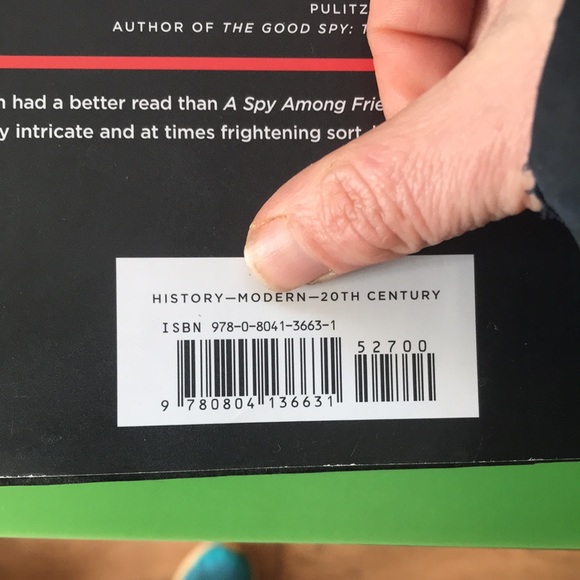 PULITZ
AUTHOR OF THE GOOD SPY: T
n had a better read than A Spy Among Frie
y intricate and at times frightening sort
HISTORY—MODERN—20TH CENTURY
ISBN 978-0-8041-3663-1
52700
9 780804 136631